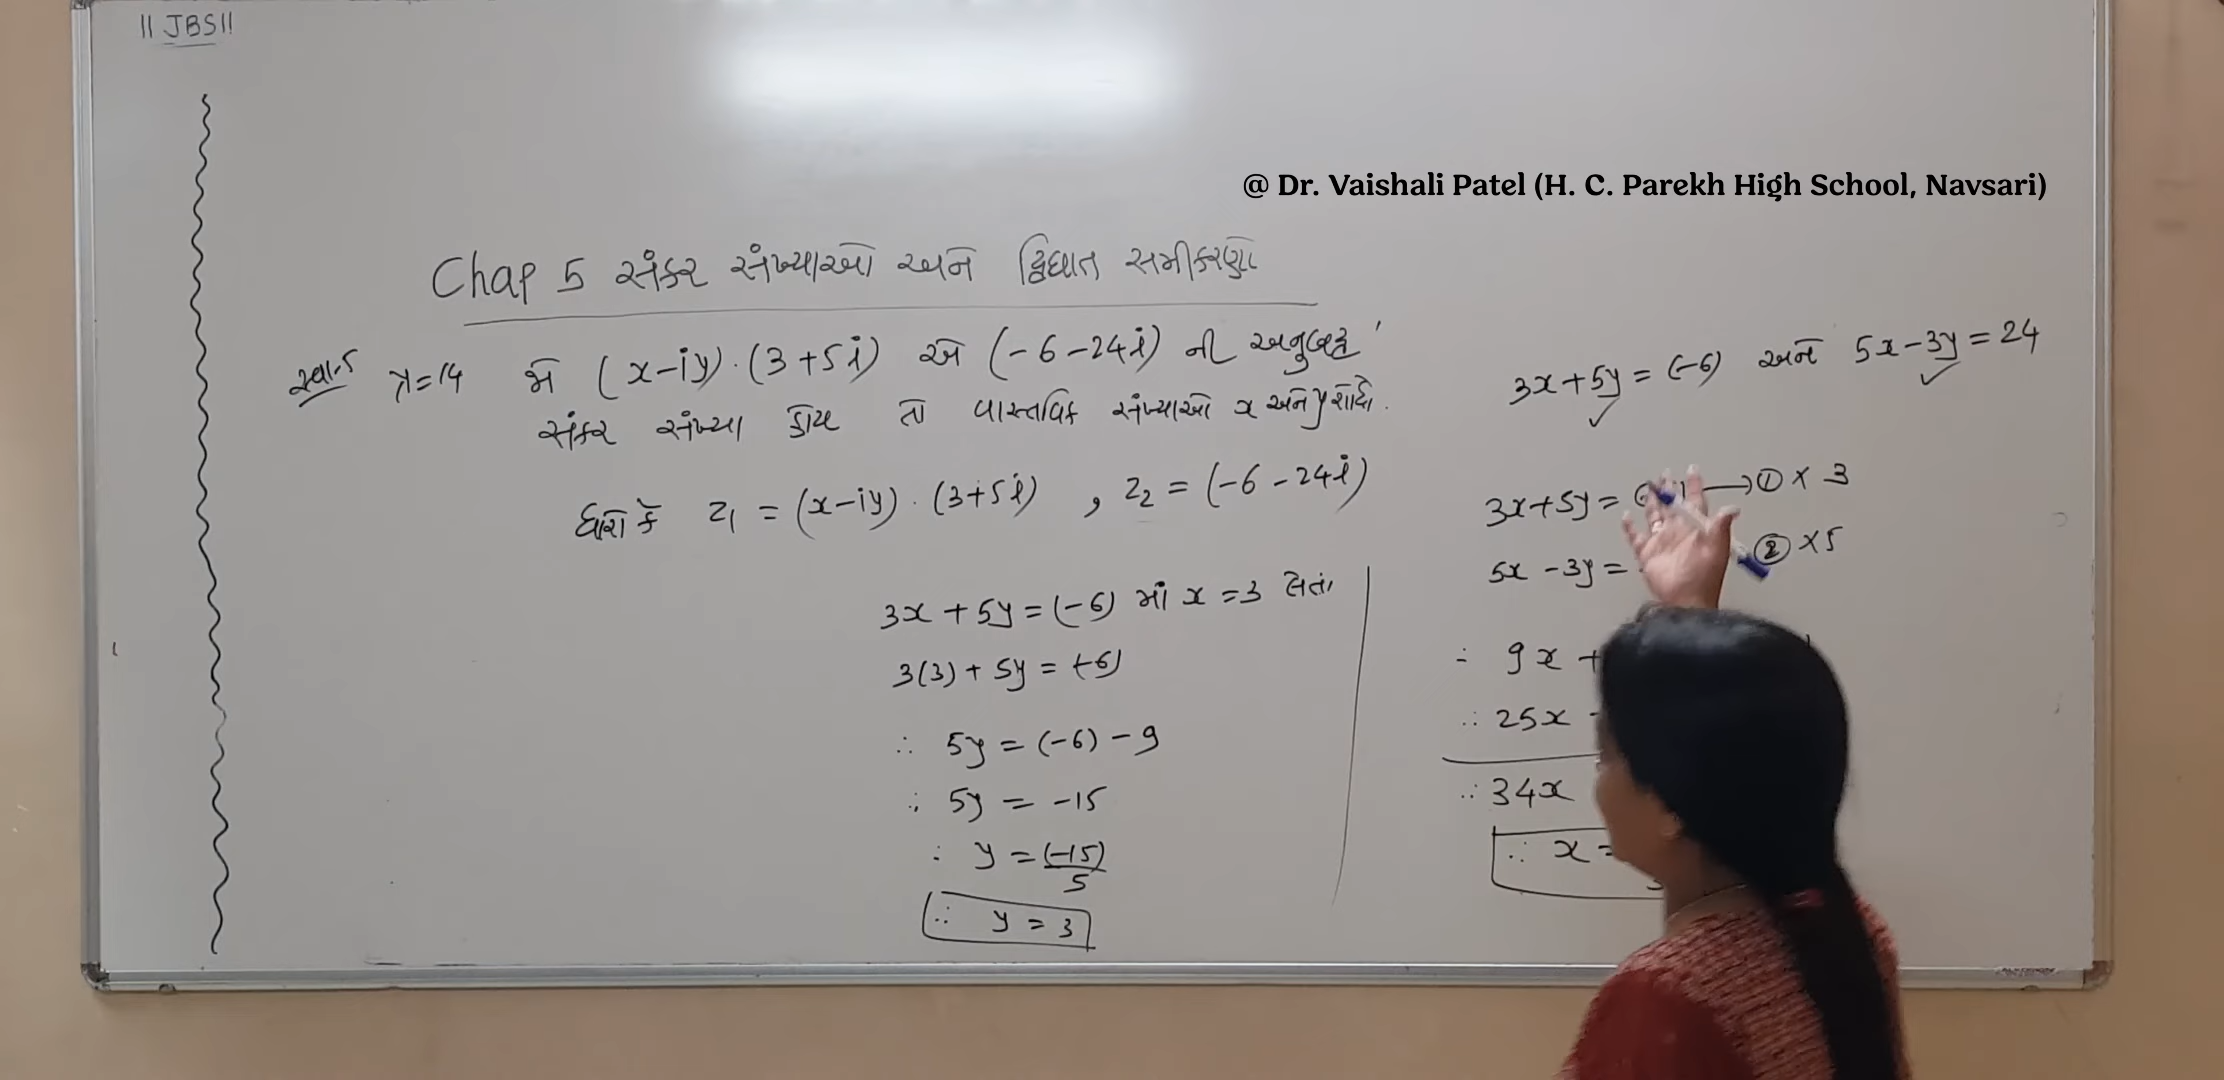 || JBS ||
@ Dr. Vaishali Patel (H. C. Parekh High School, Navsari)
Chap 5 સંકર સંખ્યાઓ અને દ્વિઘાત સમીકરણો
સ્વા.5 x=14 જો (x-iy)·(3+5i) એ (-6-24i) ની અનુબદ્ધ
સંકર સંખ્યા હોય તો વાસ્તવિક સંખ્યાઓ x અને y શોધો.
ધારો કે z₁ = (x-iy)·(3+5i) , z₂ = (-6-24i)
3x + 5y = (-6) માં x = 3 લેતાં
3(3) + 5y = (-6)
∴ 5y = (-6) - 9
∴ 5y = -15
∴ y = (-15)/5
∴ y = 3
3x + 5y = (-6) અને 5x - 3y = 24
3x + 5y = → ① × 3
5x - 3y = ② × 5
∴ 9x +
∴ 25x -
∴ 34x
∴ x =